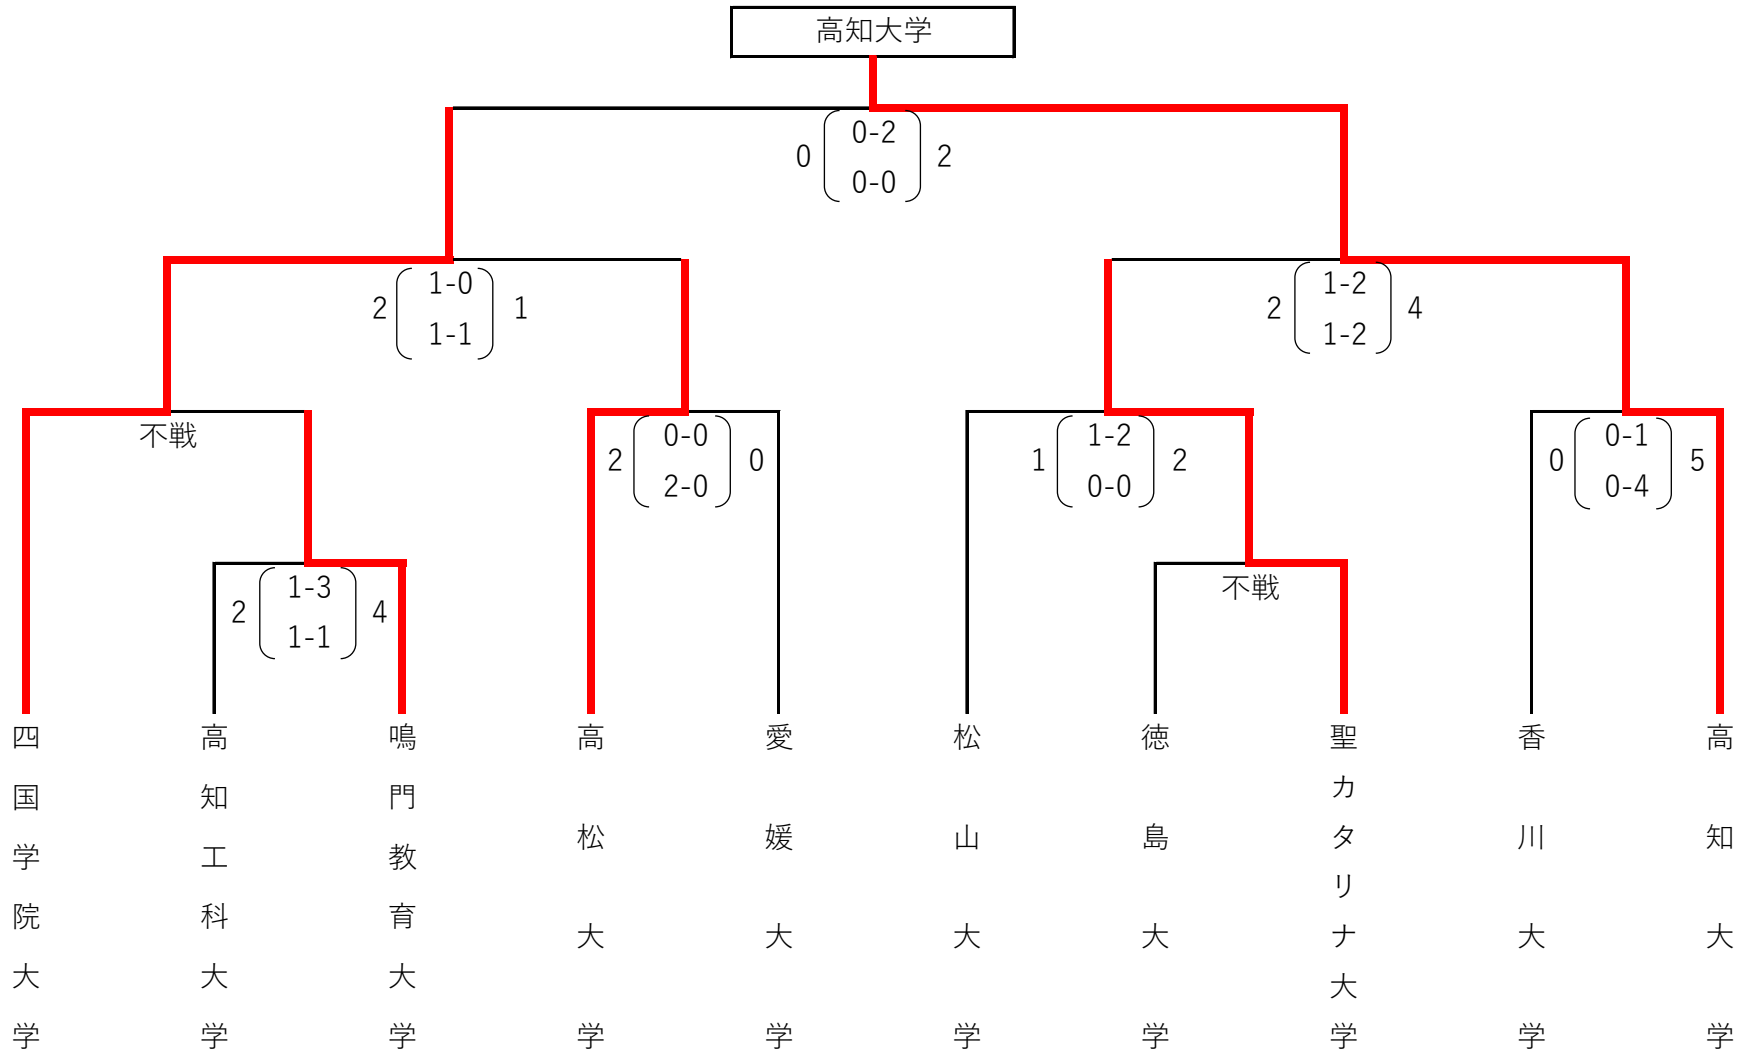 高知大学
0-2
0 2
0-0
1-0
2 1
1-1
1-2
2 4
1-2
不戦
0-0
2 0
2-0
1-2
1 2
0-0
0-1
0 5
0-4
1-3
2 4
1-1
不戦
四国学院大学
高知工科大学
鳴門教育大学
高松大学
愛媛大学
松山大学
徳島大学
聖カタリナ大学
香川大学
高知大学